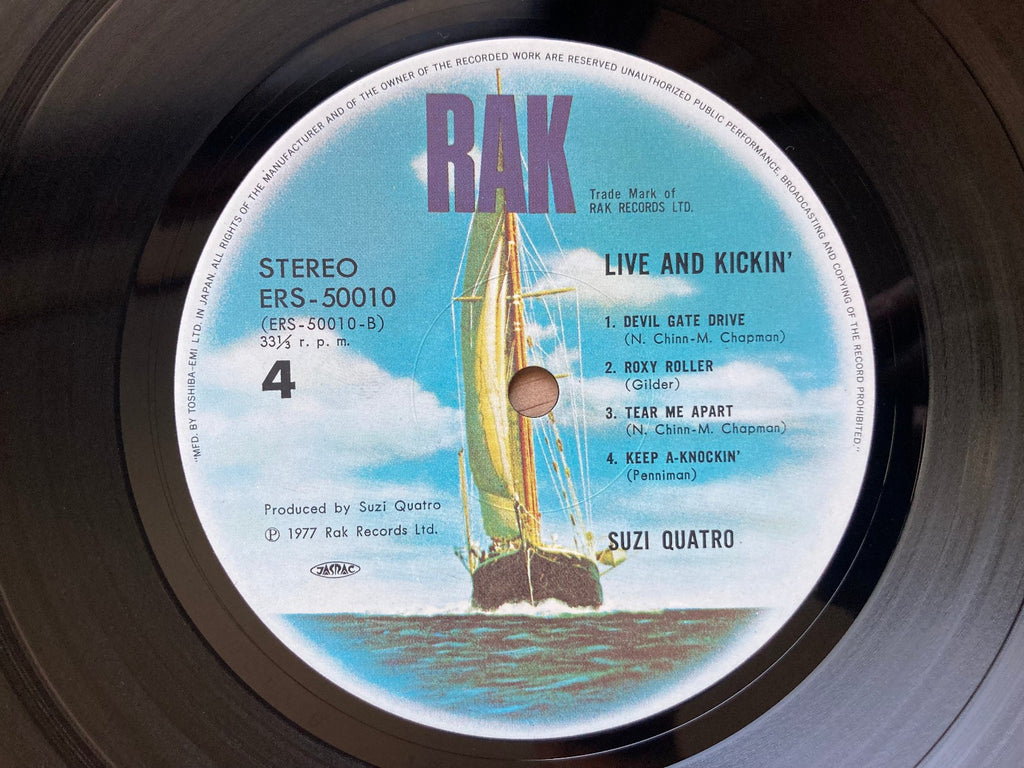 "MFD. BY TOSHIBA-EMI LTD. IN JAPAN. ALL RIGHTS OF THE MANUFACTURER AND OF THE OWNER OF THE RECORDED WORK ARE RESERVED UNAUTHORIZED PUBLIC PERFORMANCE, BROADCASTING AND COPYING OF THE RECORD PROHIBITED."
RAK
Trade Mark of
RAK RECORDS LTD.
STEREO
ERS-50010
(ERS-50010-B)
33⅓ r. p. m.
4
LIVE AND KICKIN'
1. DEVIL GATE DRIVE
(N. Chinn-M. Chapman)
2. ROXY ROLLER
(Gilder)
3. TEAR ME APART
(N. Chinn-M. Chapman)
4. KEEP A-KNOCKIN'
(Penniman)
Produced by Suzi Quatro
Ⓟ 1977 Rak Records Ltd.
JASRAC
SUZI QUATRO